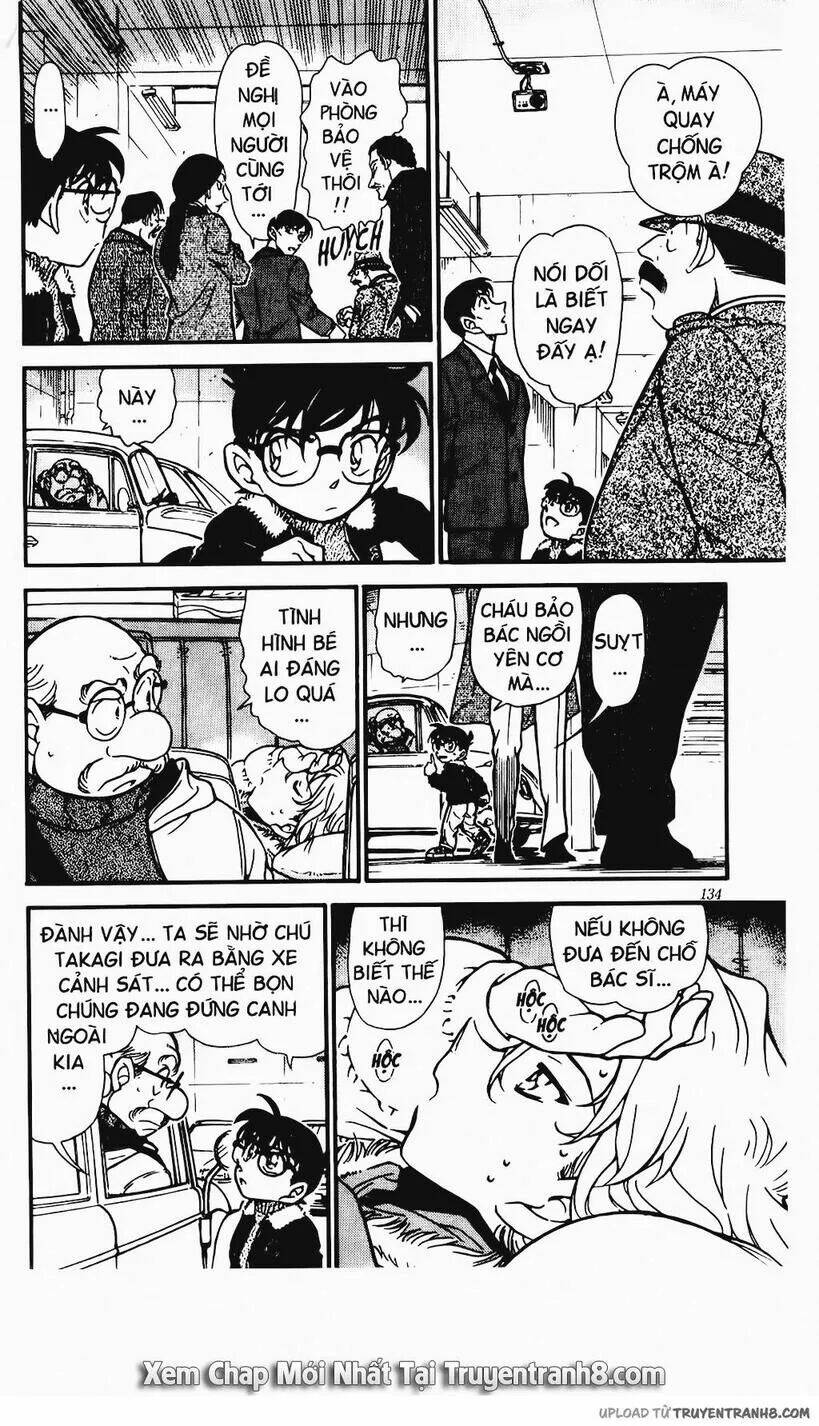 À, MÁY
QUAY
CHỐNG
TRỘM À!
NÓI DỐI
LÀ BIẾT
NGAY
ĐẤY Ạ!
VÀO
PHÒNG
BẢO
VỆ
THÔI
!!
ĐỀ
NGHỊ
MỌI
NGƯỜI
CÙNG
TỚI
...
HUỴCH
...
NÀY
...
SUỴT
...
CHÁU BẢO
BÁC NGỒI
YÊN CƠ
MÀ...
NHƯNG
...
TÌNH
HÌNH BÉ
AI ĐÁNG
LO QUÁ
...
134
NẾU KHÔNG
ĐƯA ĐẾN CHỖ
BÁC SĨ...
THÌ
KHÔNG
BIẾT THẾ
NÀO...
HỘC
HỘC
HỘC
ĐÀNH VẬY... TA SẼ NHỜ CHÚ
TAKAGI ĐƯA RA BẰNG XE
CẢNH SÁT... CÓ THỂ BỌN
CHÚNG ĐANG ĐỨNG CANH
NGOÀI
KIA
...
Xem Chap Mới Nhất Tại Truyentranh8.com
UPLOAD TỪ TRUYENTRANH8.COM